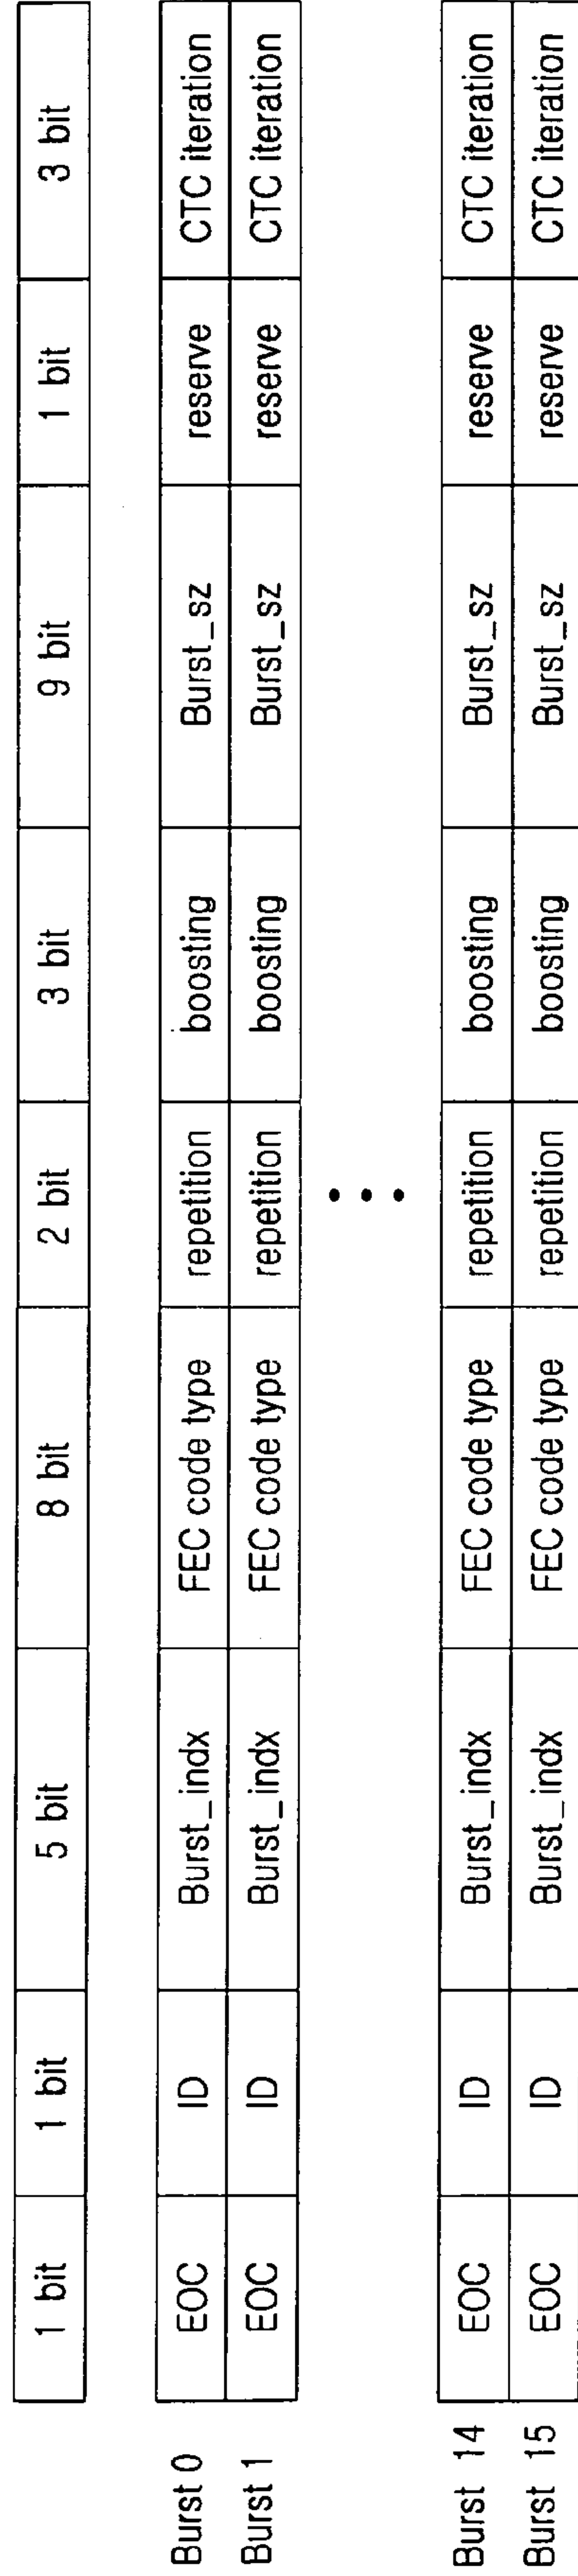 1 bit 1 bit 5 bit 8 bit 2 bit 3 bit 9 bit 1 bit 3 bit
Burst 0 EOC ID Burst_indx FEC code type repetition boosting Burst_sz reserve CTC iteration
Burst 1 EOC ID Burst_indx FEC code type repetition boosting Burst_sz reserve CTC iteration
Burst 14 EOC ID Burst_indx FEC code type repetition boosting Burst_sz reserve CTC iteration
Burst 15 EOC ID Burst_indx FEC code type repetition boosting Burst_sz reserve CTC iteration